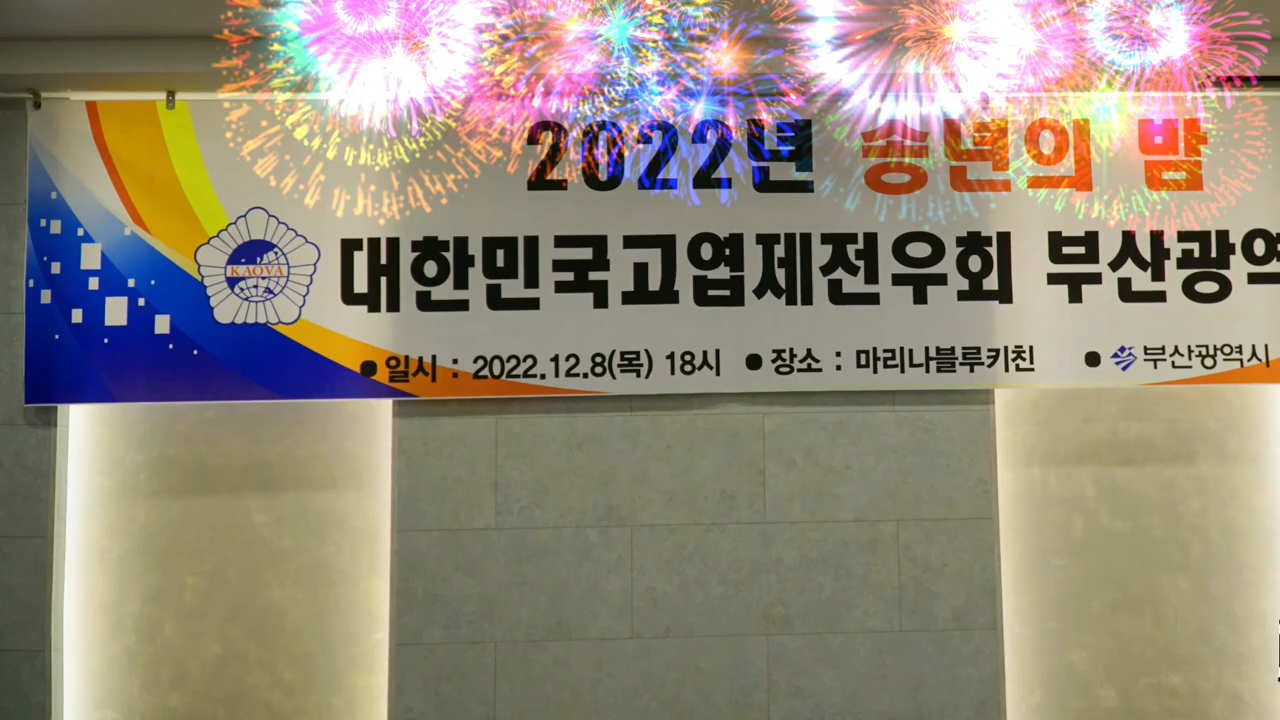 2022년 송년의 밤
KAOVA
대한민국고엽제전우회 부산광역
● 일시 : 2022.12.8(목) 18시 ● 장소 : 마리나블루키친 ● 부산광역시